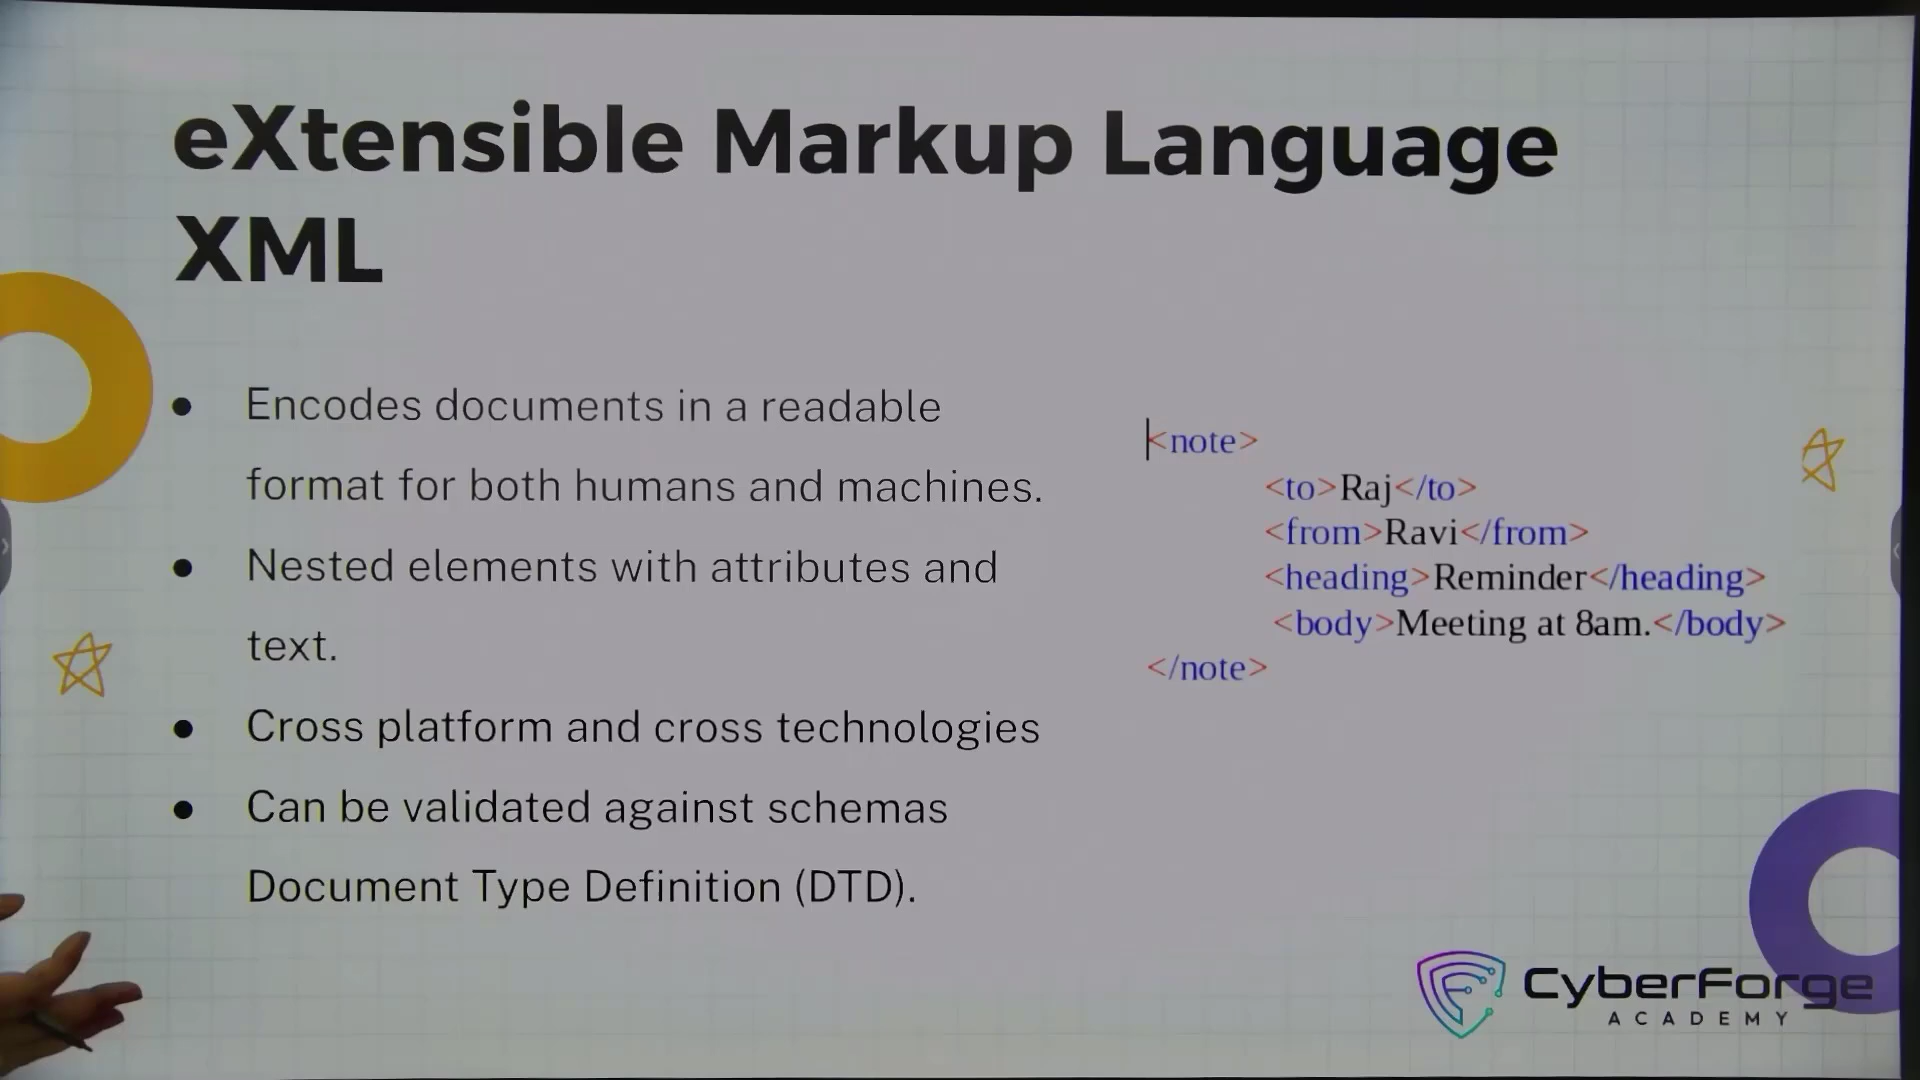 eXtensible Markup Language
XML
● Encodes documents in a readable
format for both humans and machines.
● Nested elements with attributes and
text.
● Cross platform and cross technologies
● Can be validated against schemas
Document Type Definition (DTD).
<note>
<to>Raj</to>
<from>Ravi</from>
<heading>Reminder</heading>
<body>Meeting at 8am.</body>
</note>
CyberForge
ACADEMY